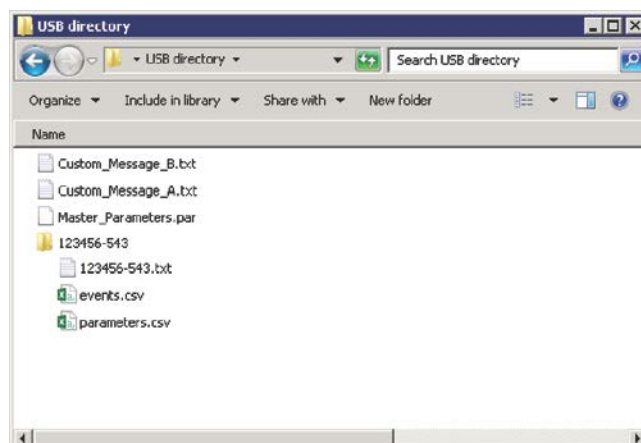 USB directory
USB directory Search USB directory
Organize Include in library Share with New folder
Name
Custom_Message_B.txt
Custom_Message_A.txt
Master_Parameters.par
123456-543
123456-543.txt
events.csv
parameters.csv